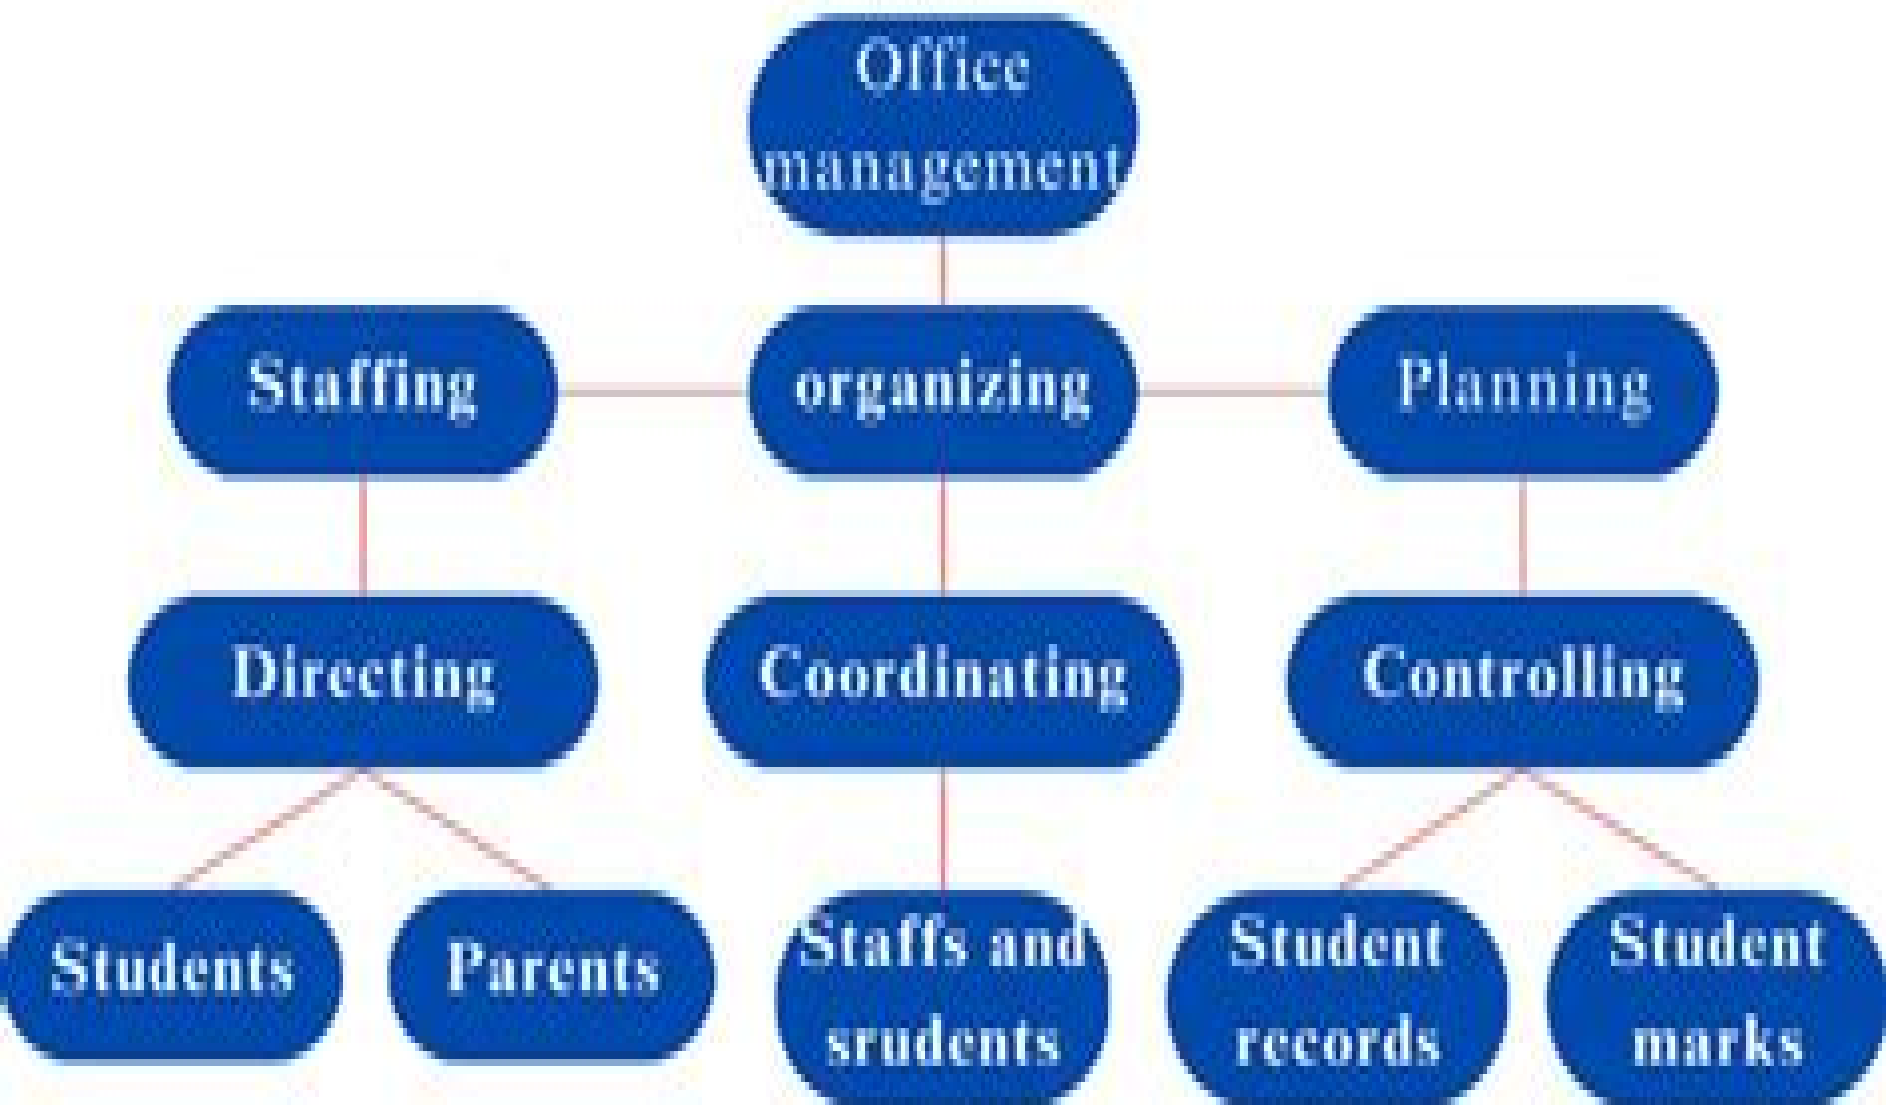 Office
management
Staffing
organizing
Planning
Directing
Coordinating
Controlling
Students
Parents
Staffs and
srudents
Student
records
Student
marks